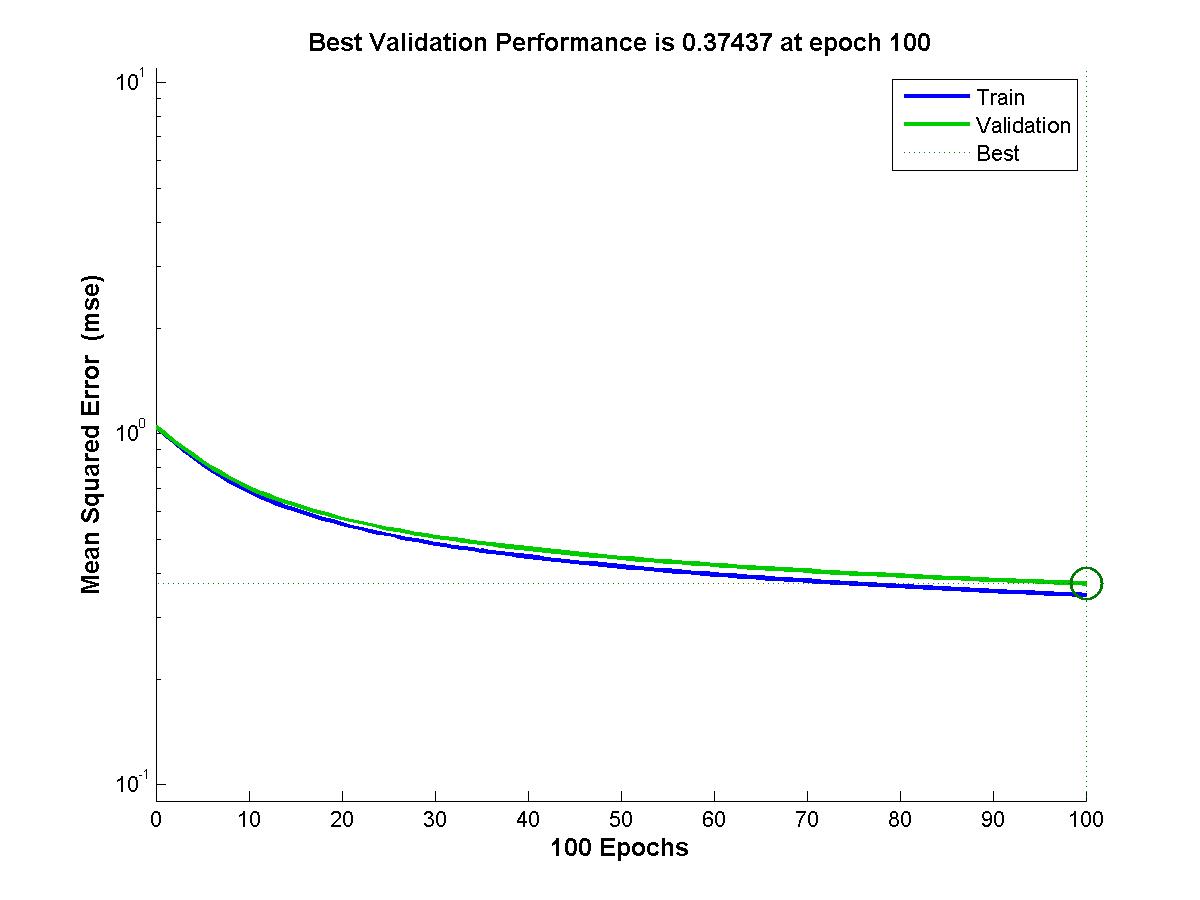 Best Validation Performance is 0.37437 at epoch 100
10^1
Train
Validation
Best
Mean Squared Error (mse)
10^0
10^-1
0 10 20 30 40 50 60 70 80 90 100
100 Epochs